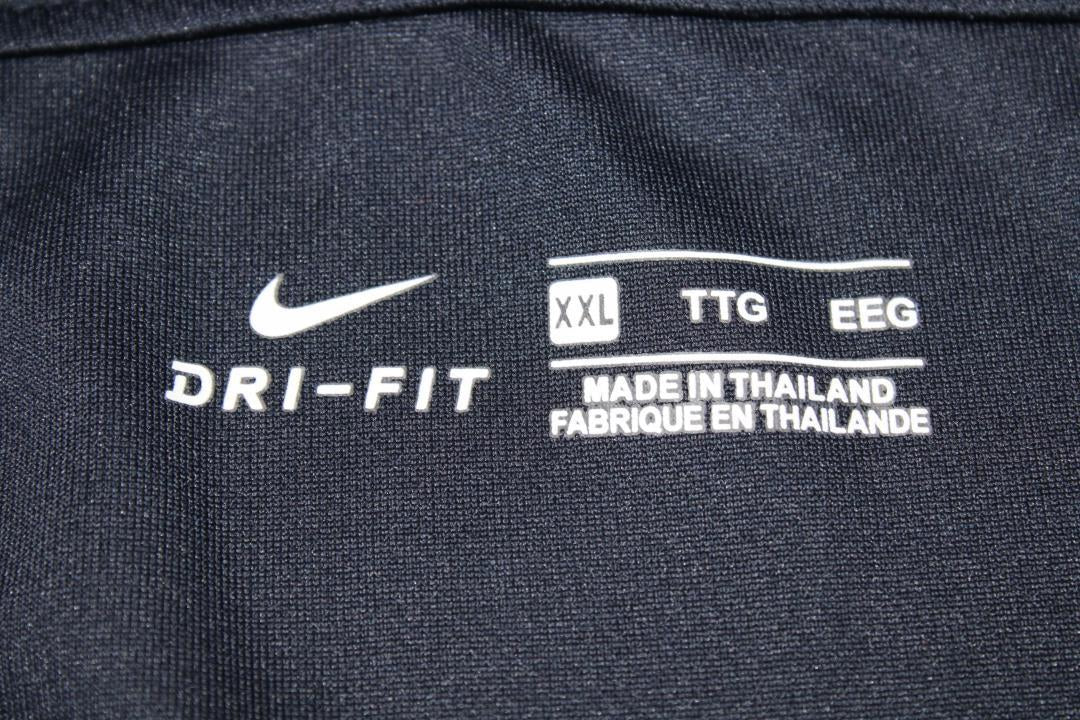 DRI-FIT
XXL TTG EEG
MADE IN THAILAND
FABRIQUE EN THAILANDE